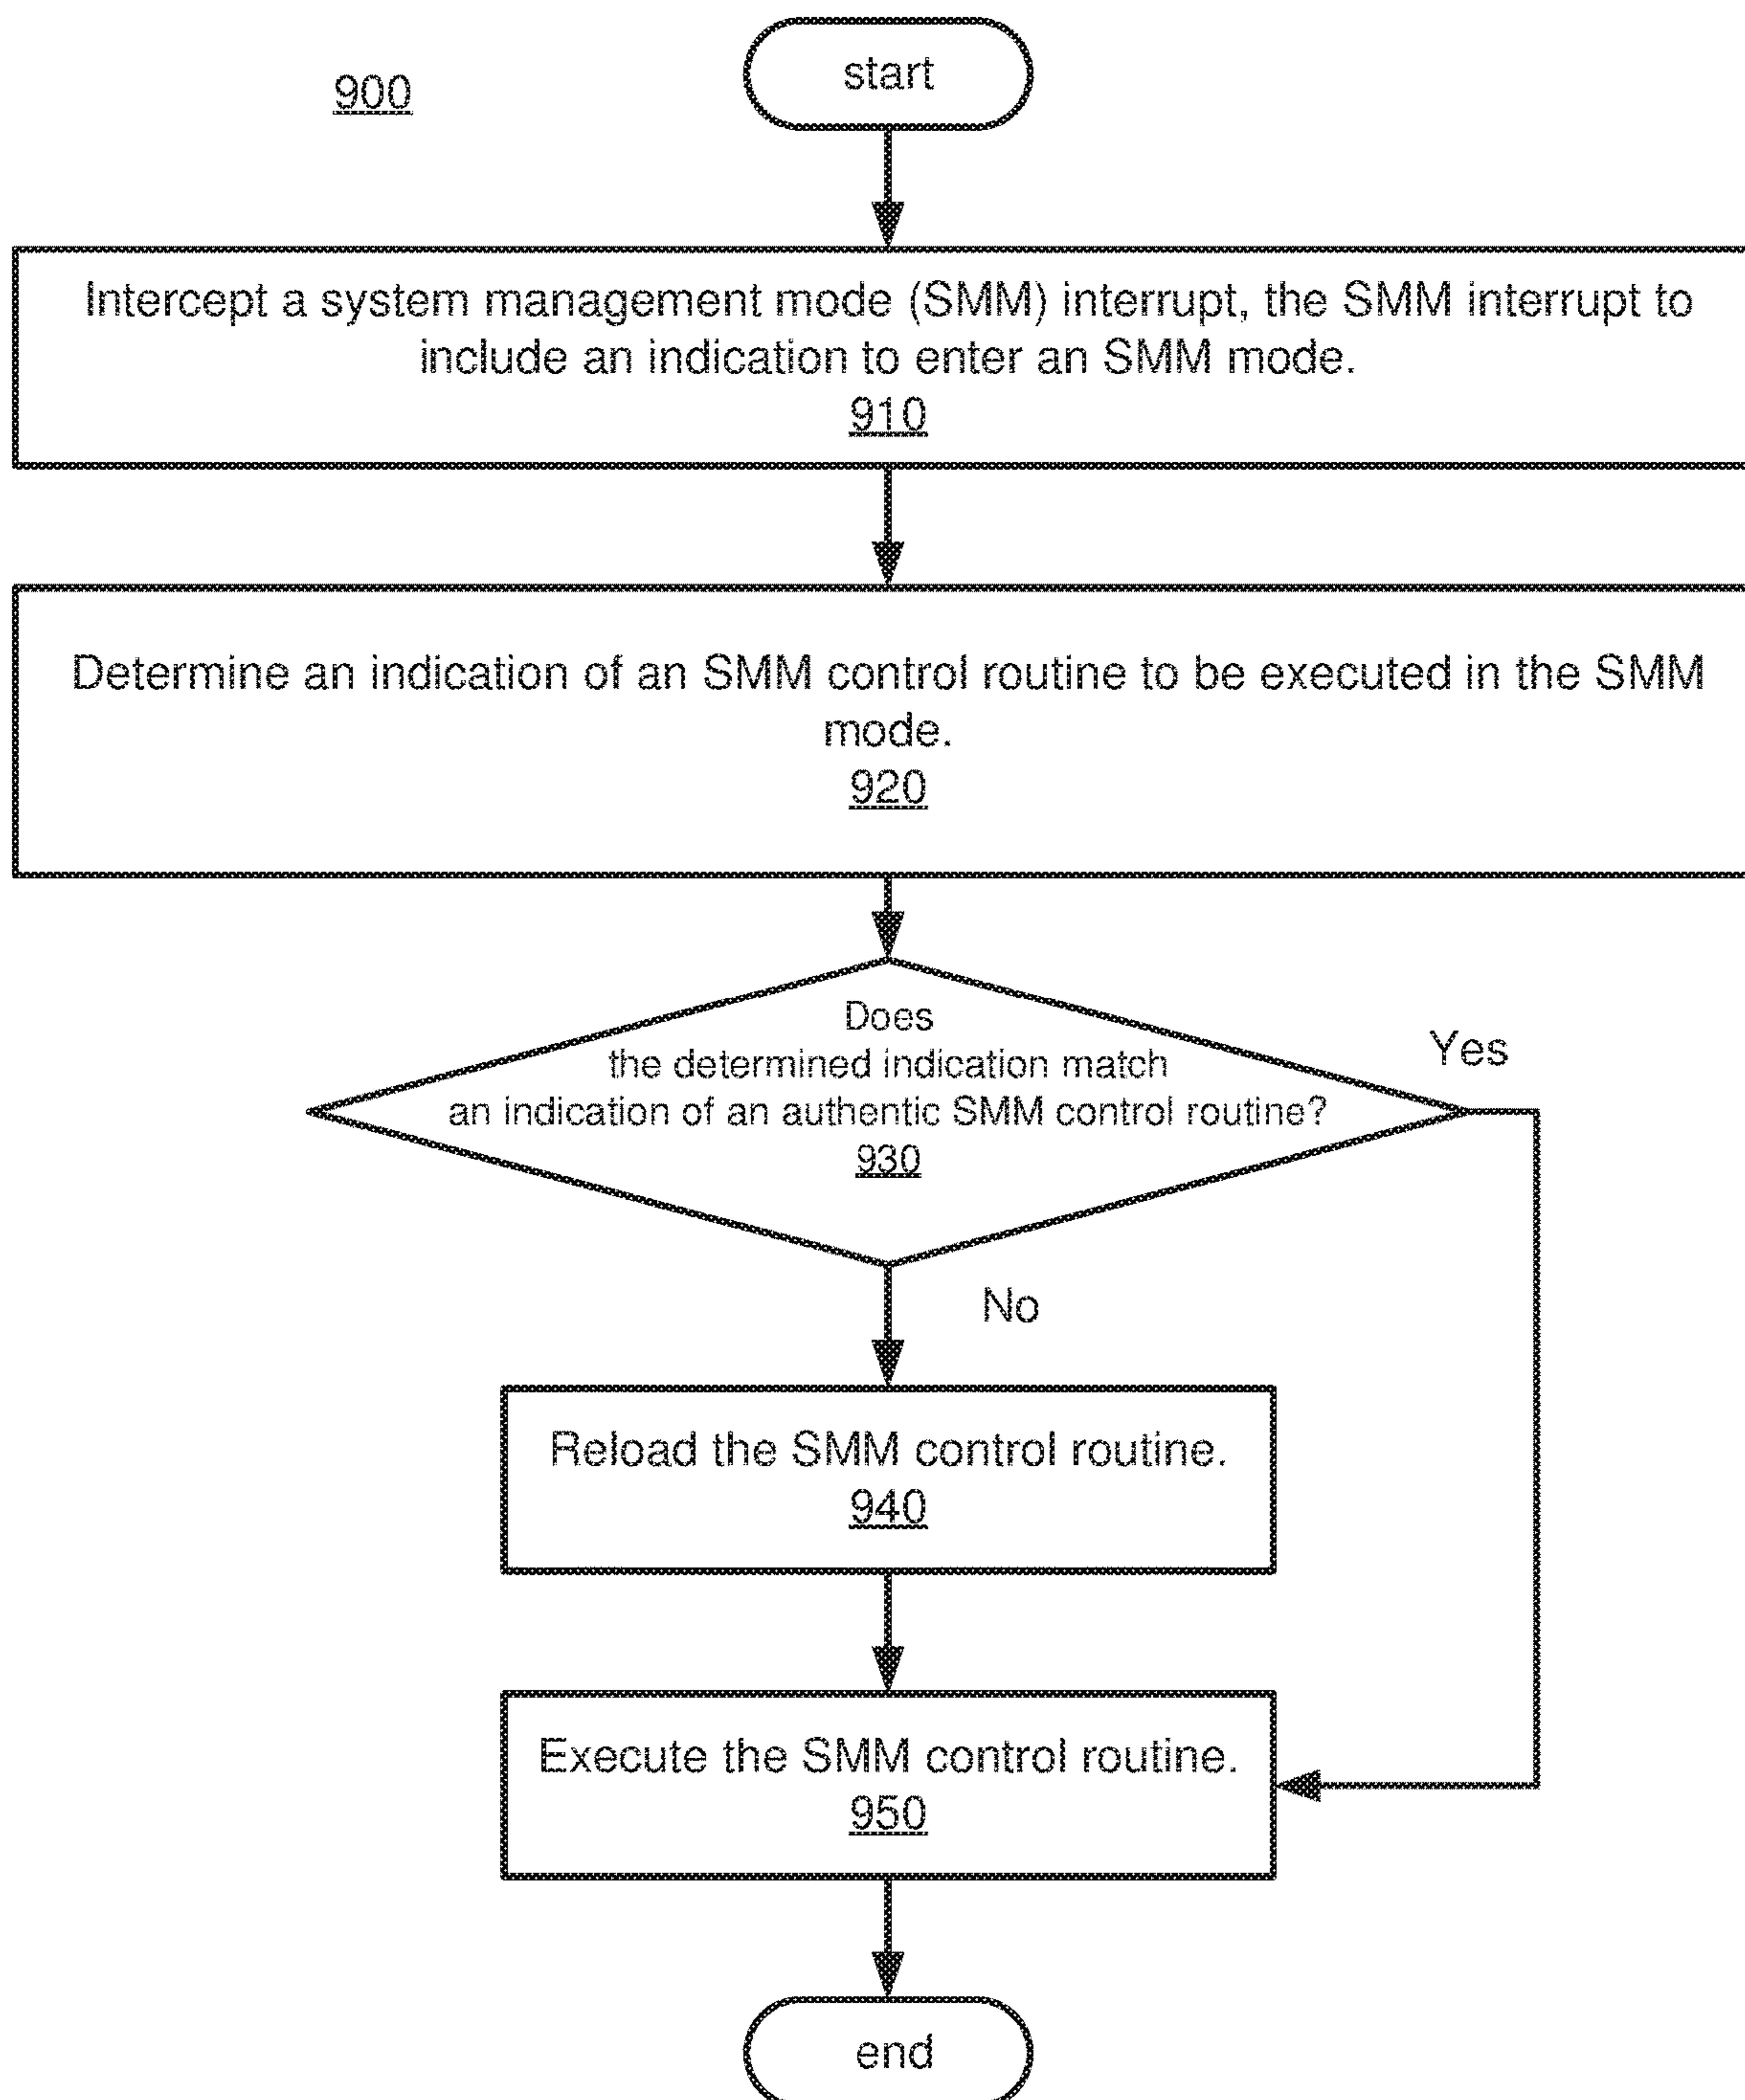 start
900
Intercept a system management mode (SMM) interrupt, the SMM interrupt to
include an indication to enter an SMM mode.
910
Determine an indication of an SMM control routine to be executed in the SMM
mode.
920
Does
the determined indication match
an indication of an authentic SMM control routine?
930
Yes
No
Reload the SMM control routine.
940
Execute the SMM control routine.
950
end